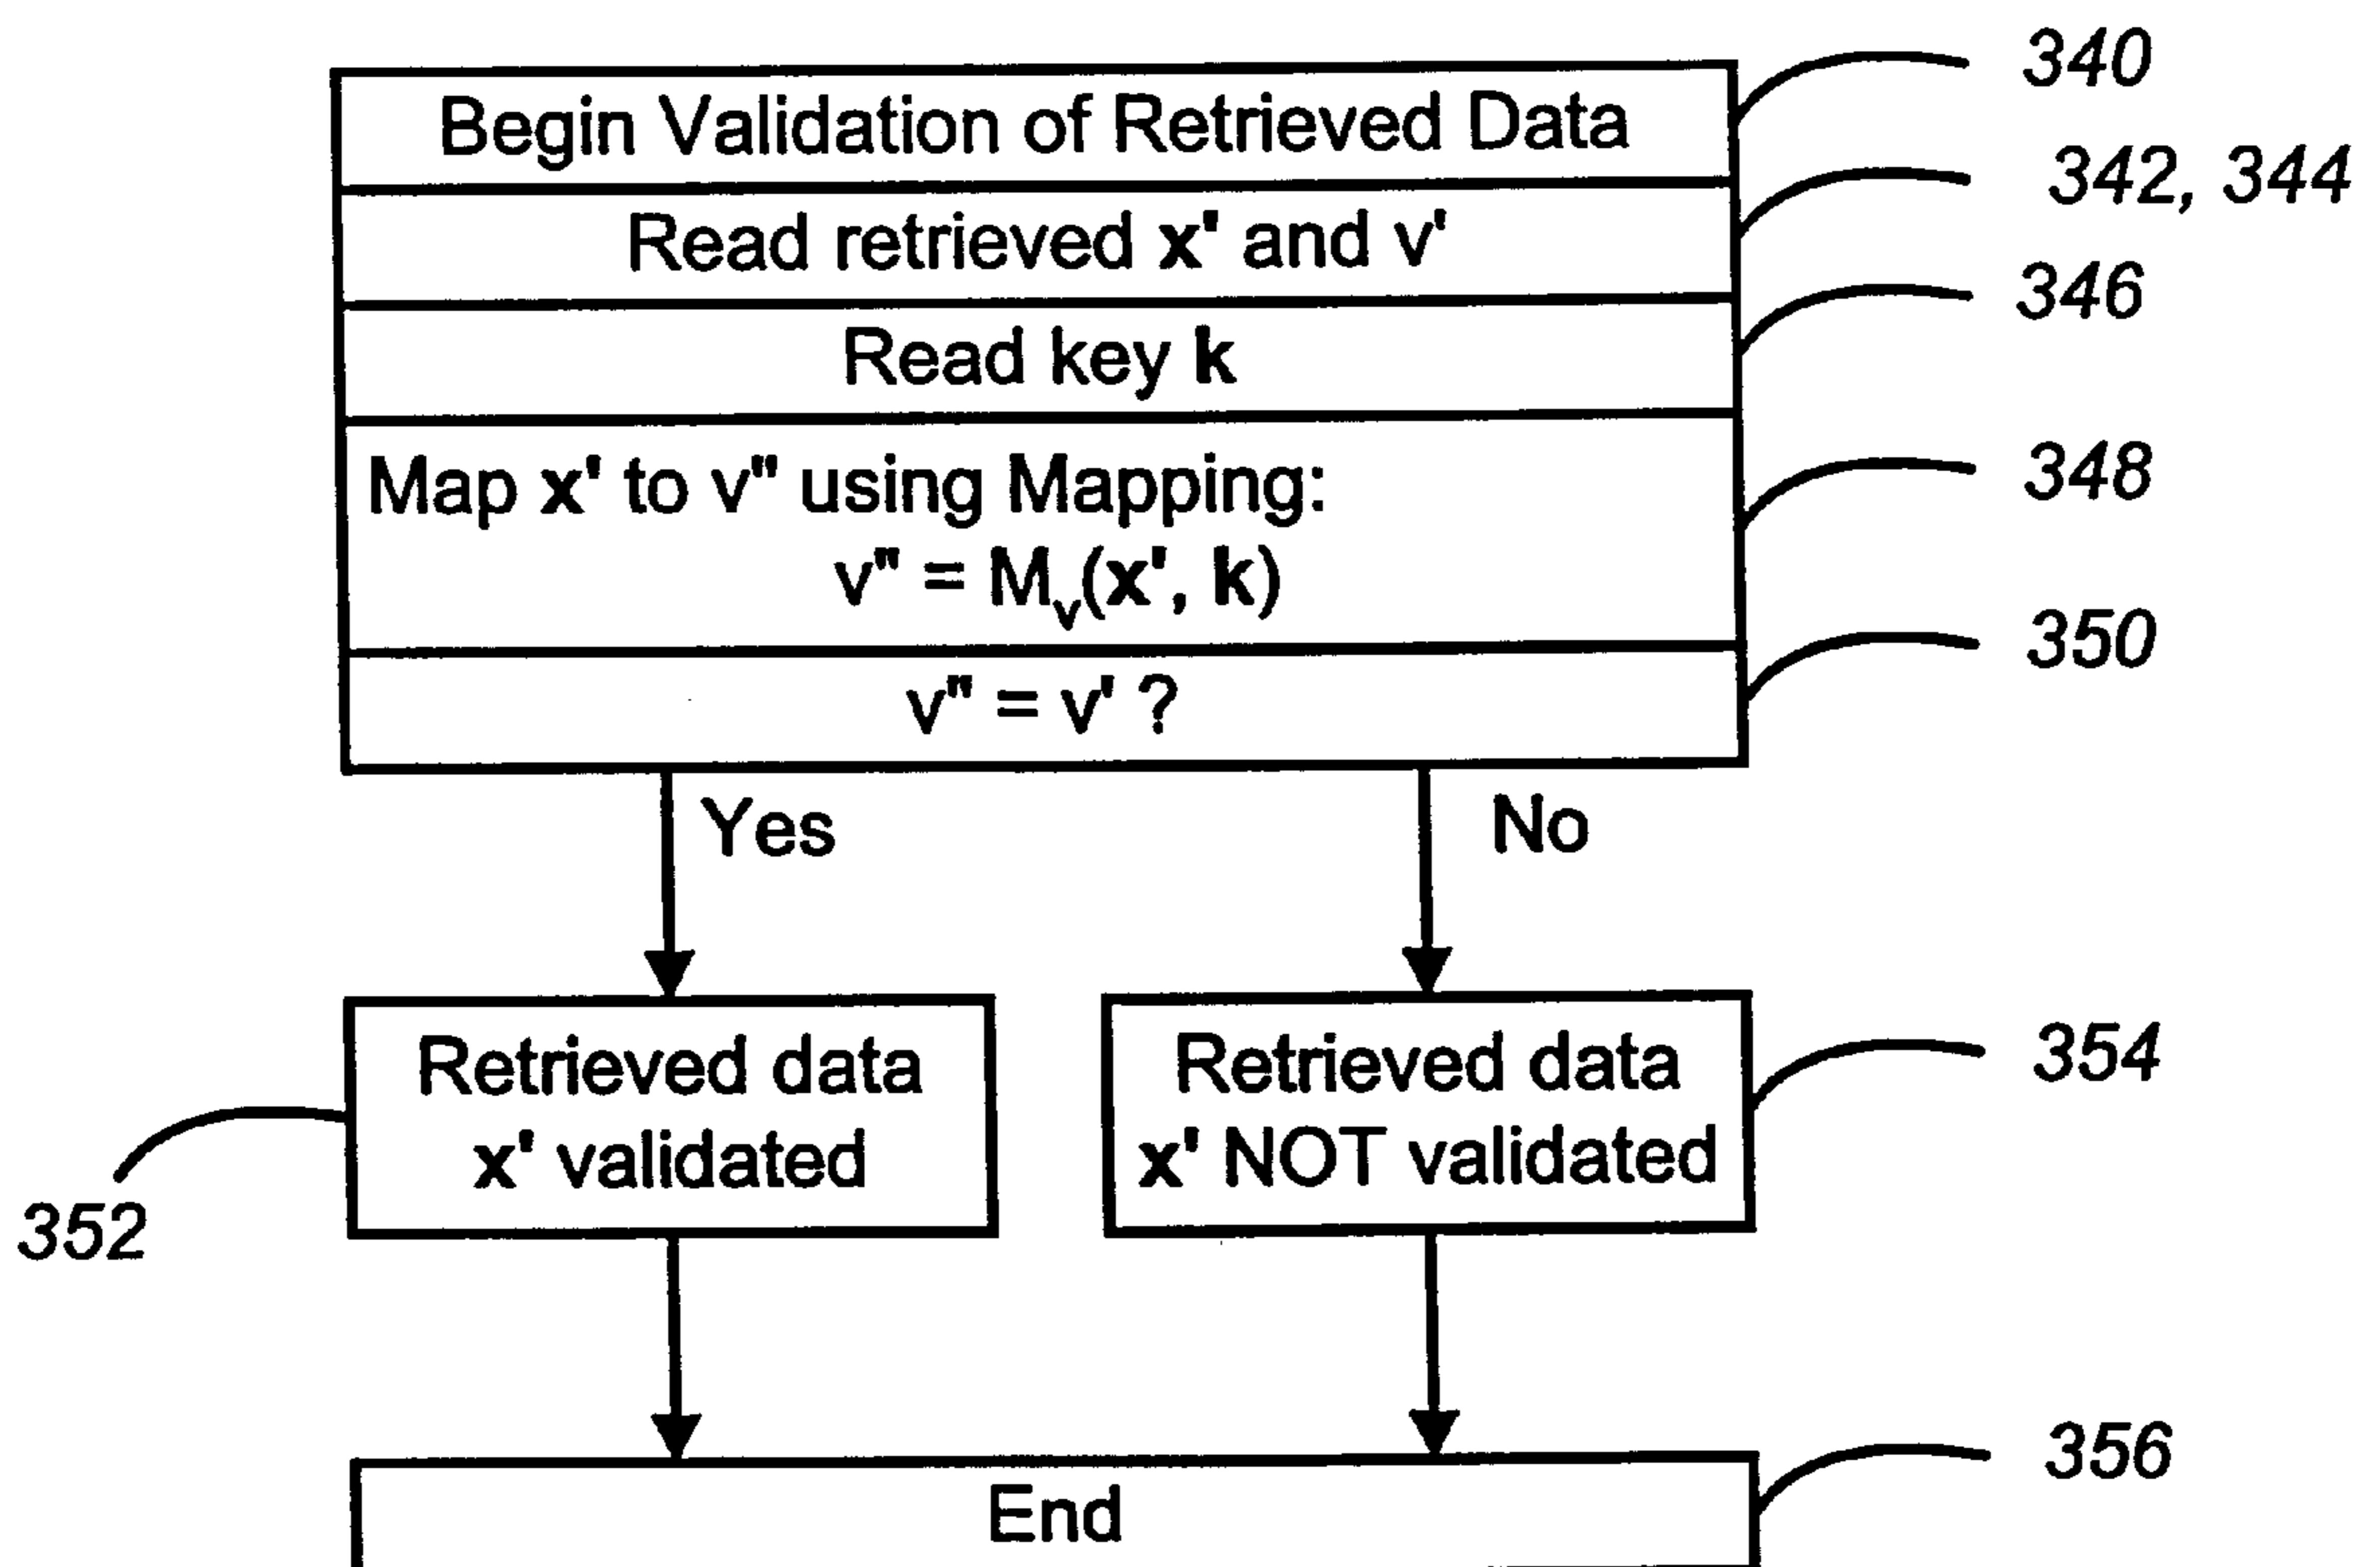 340
Begin Validation of Retrieved Data
342, 344
Read retrieved x' and v'
346
Read key k
348
Map x' to v" using Mapping:
v" = Mv(x', k)
350
v" = v' ?
Yes
No
Retrieved data
x' validated
352
Retrieved data
x' NOT validated
354
356
End